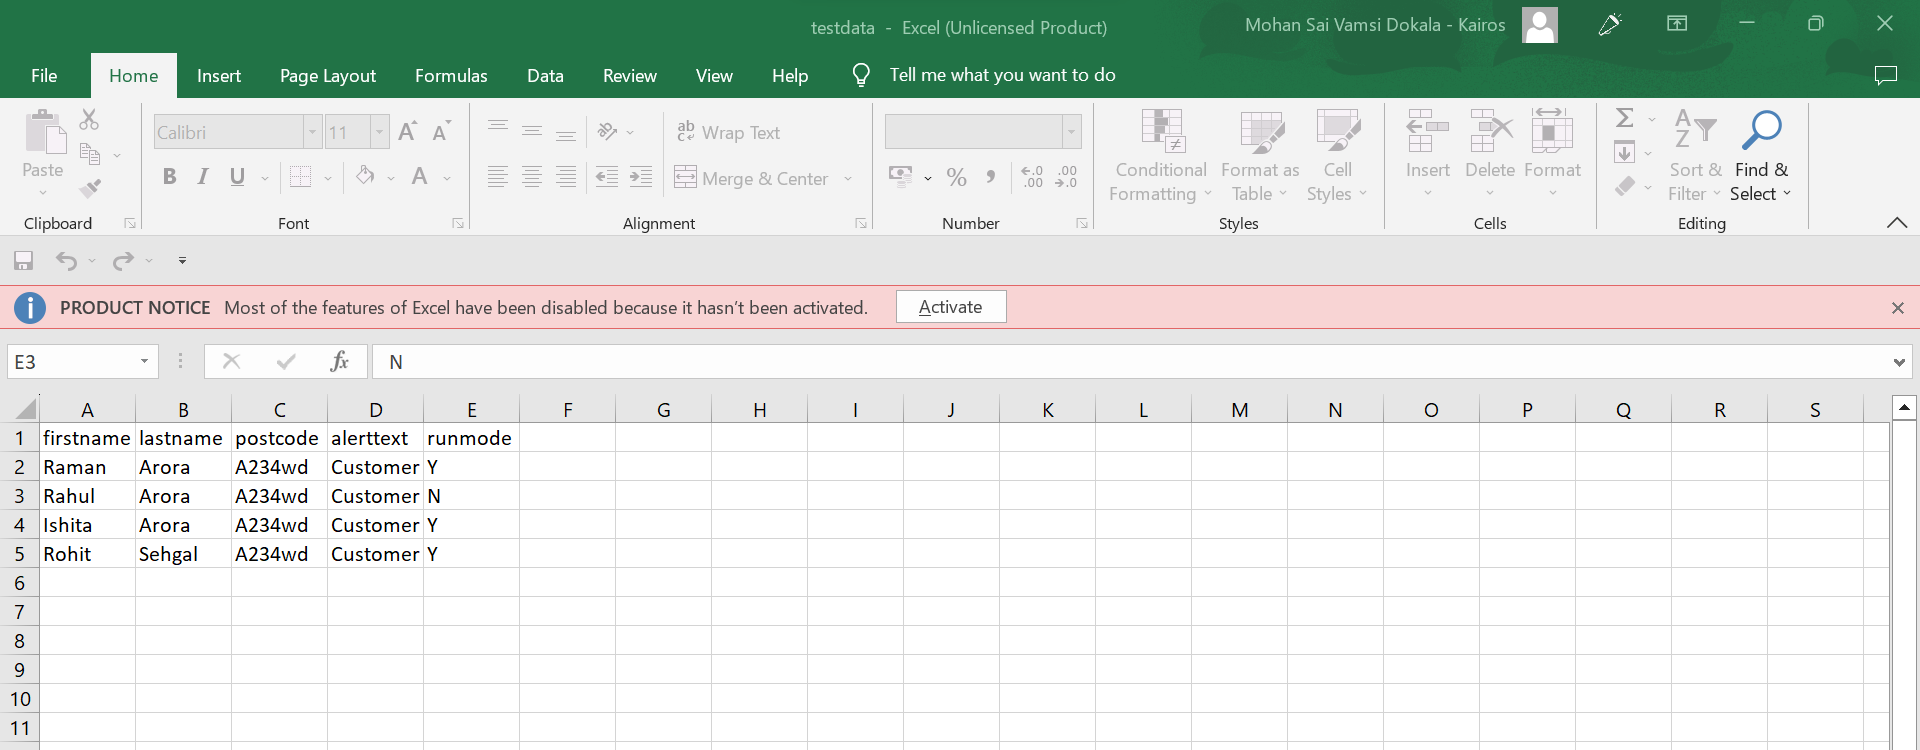 testdata - Excel (Unlicensed Product)
Mohan Sai Vamsi Dokala - Kairos
File Home Insert Page Layout Formulas Data Review View Help Tell me what you want to do
Calibri 11
ab Wrap Text
Paste
B I U A
Merge & Center
% , .00 .00
Conditional Formatting
Format as Table
Cell Styles
Insert Delete Format
Sort & Filter
Find & Select
Clipboard Font Alignment Number Styles Cells Editing
PRODUCT NOTICE Most of the features of Excel have been disabled because it hasn't been activated. Activate
E3 fx N
A B C D E F G H I J K L M N O P Q R S
1 firstname lastname postcode alerttext runmode
2 Raman Arora A234wd Customer Y
3 Rahul Arora A234wd Customer N
4 Ishita Arora A234wd Customer Y
5 Rohit Sehgal A234wd Customer Y
6
7
8
9
10
11